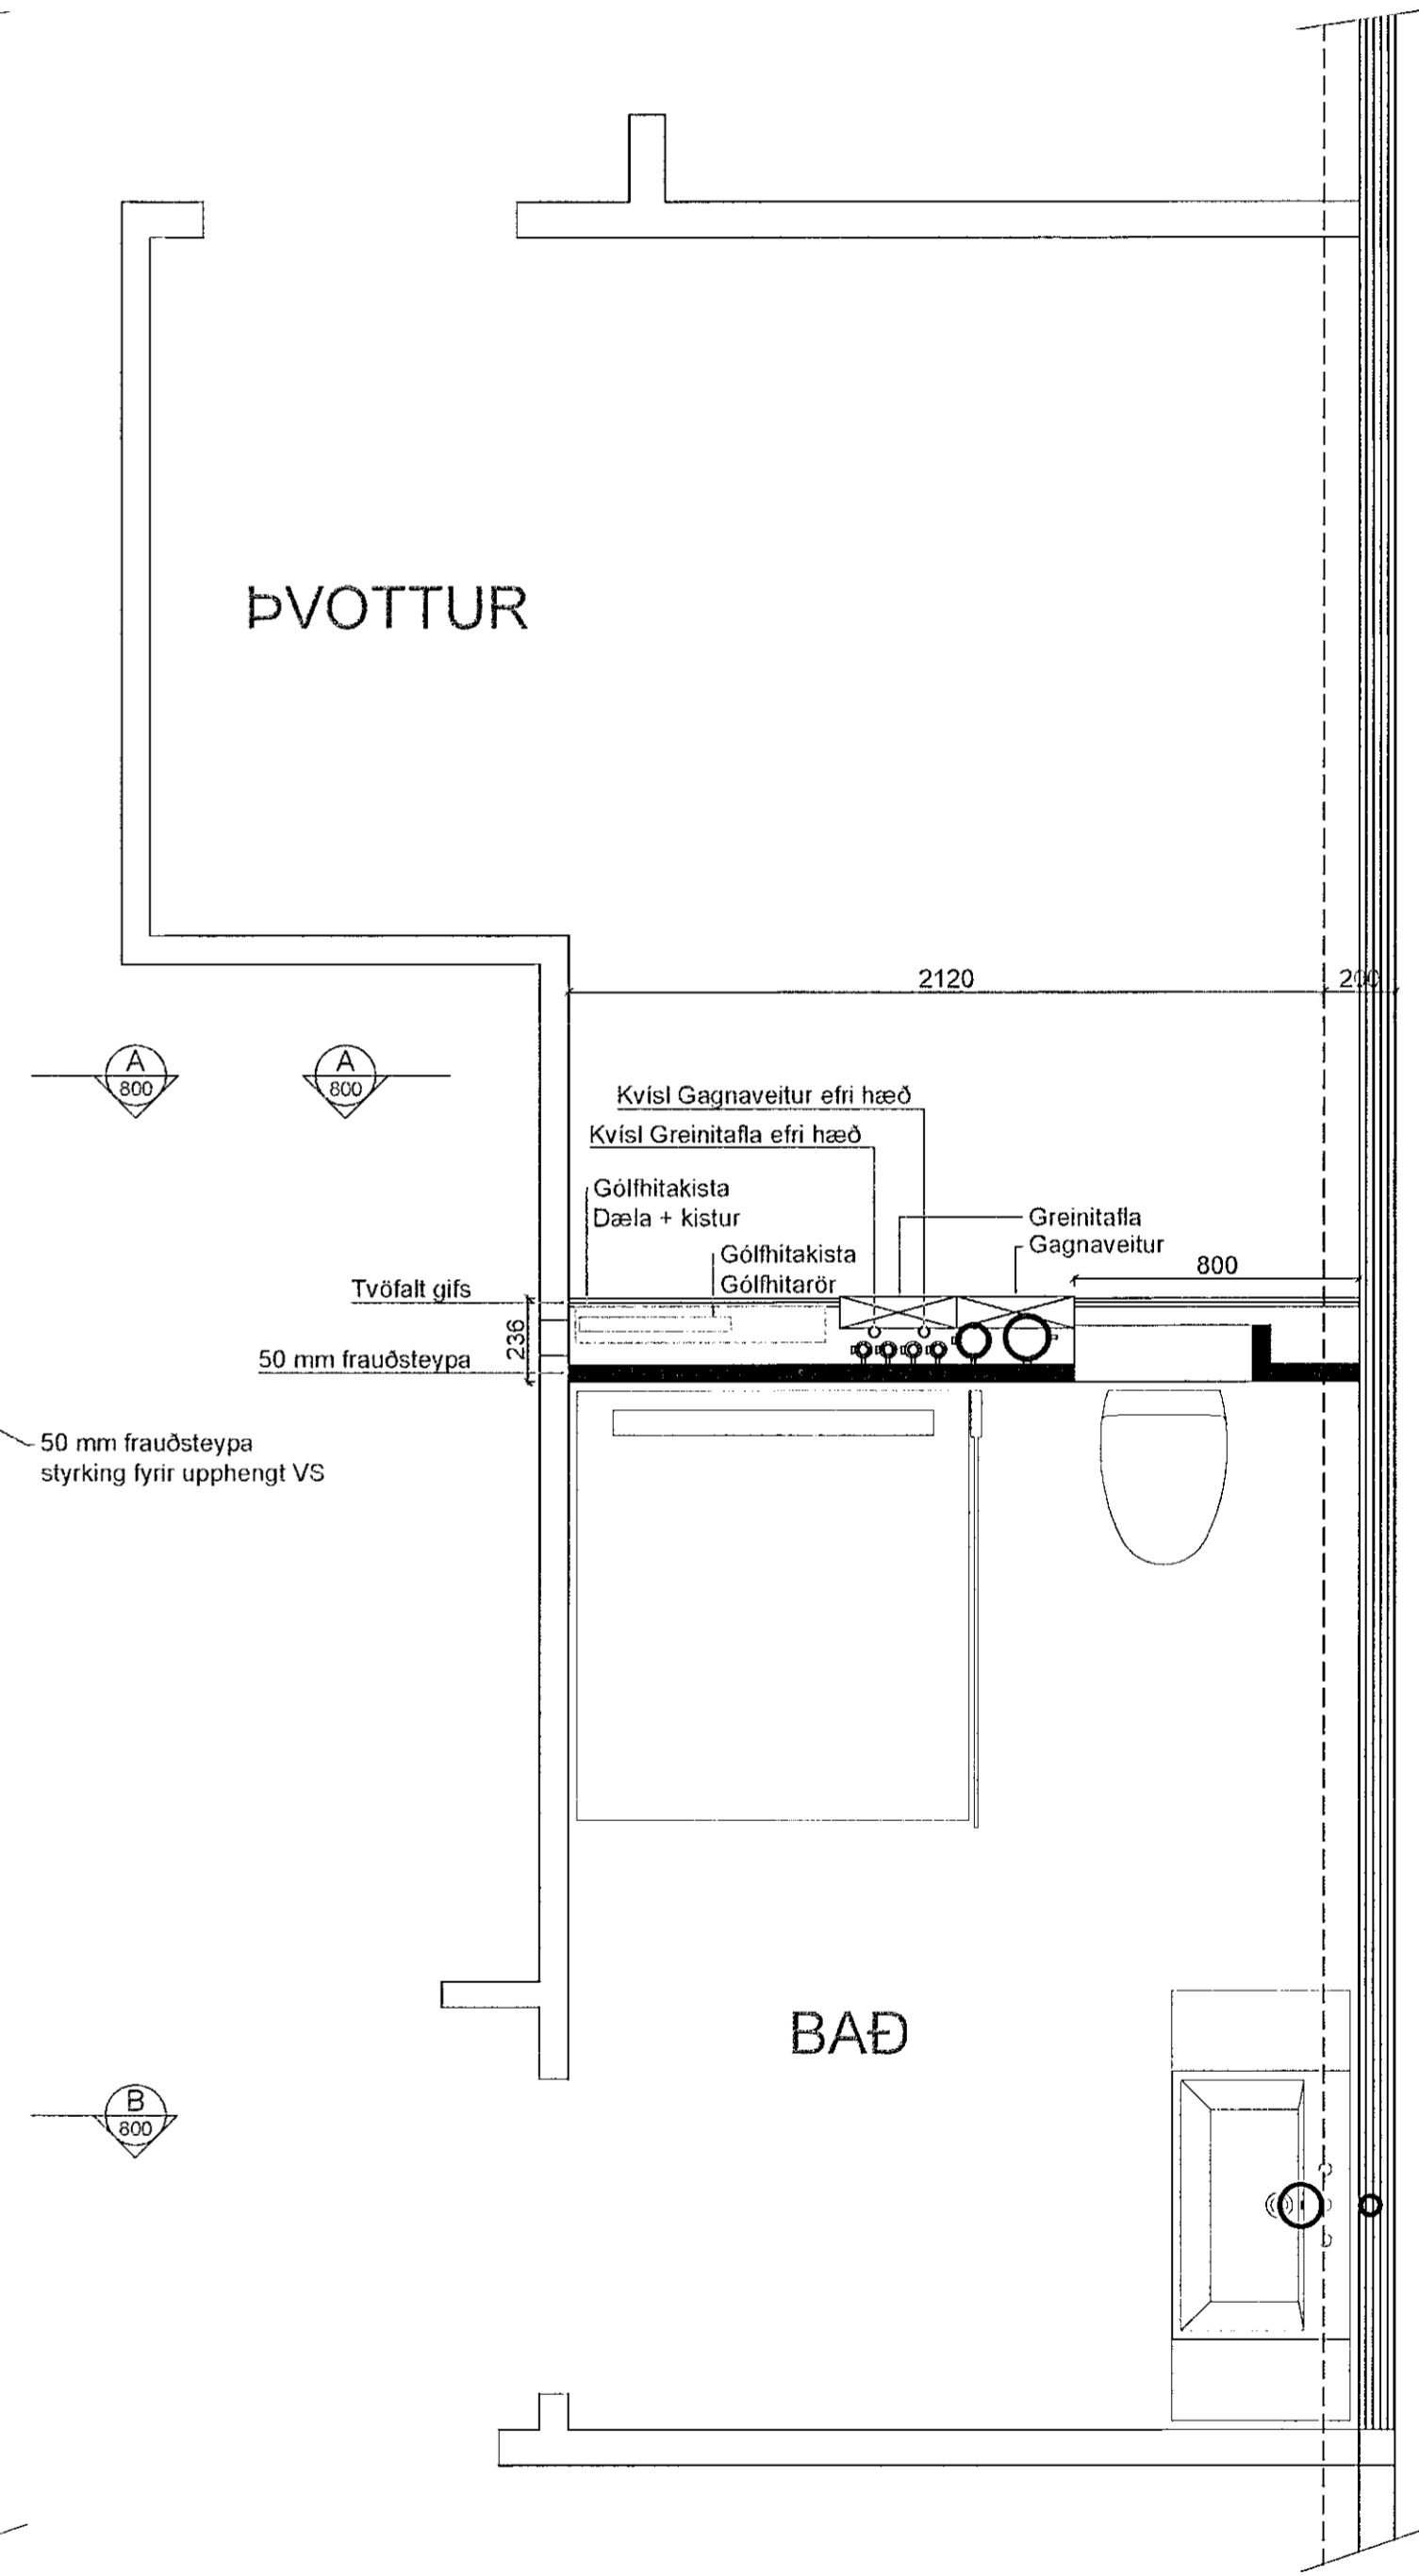 ÞVOTTUR
2120
200
A
800
A
800
Kvísl Gagnaveitur efri hæð
Kvísl Greinitafla efri hæð
Gólfhitakista
Dæla + kistur
Gólfhitakista
Gólfhitarör
Greinitafla
Gagnaveitur
800
Tvöfalt gifs
236
50 mm frauðsteypa
50 mm frauðsteypa
styrking fyrir upphengt VS
BAÐ
B
800